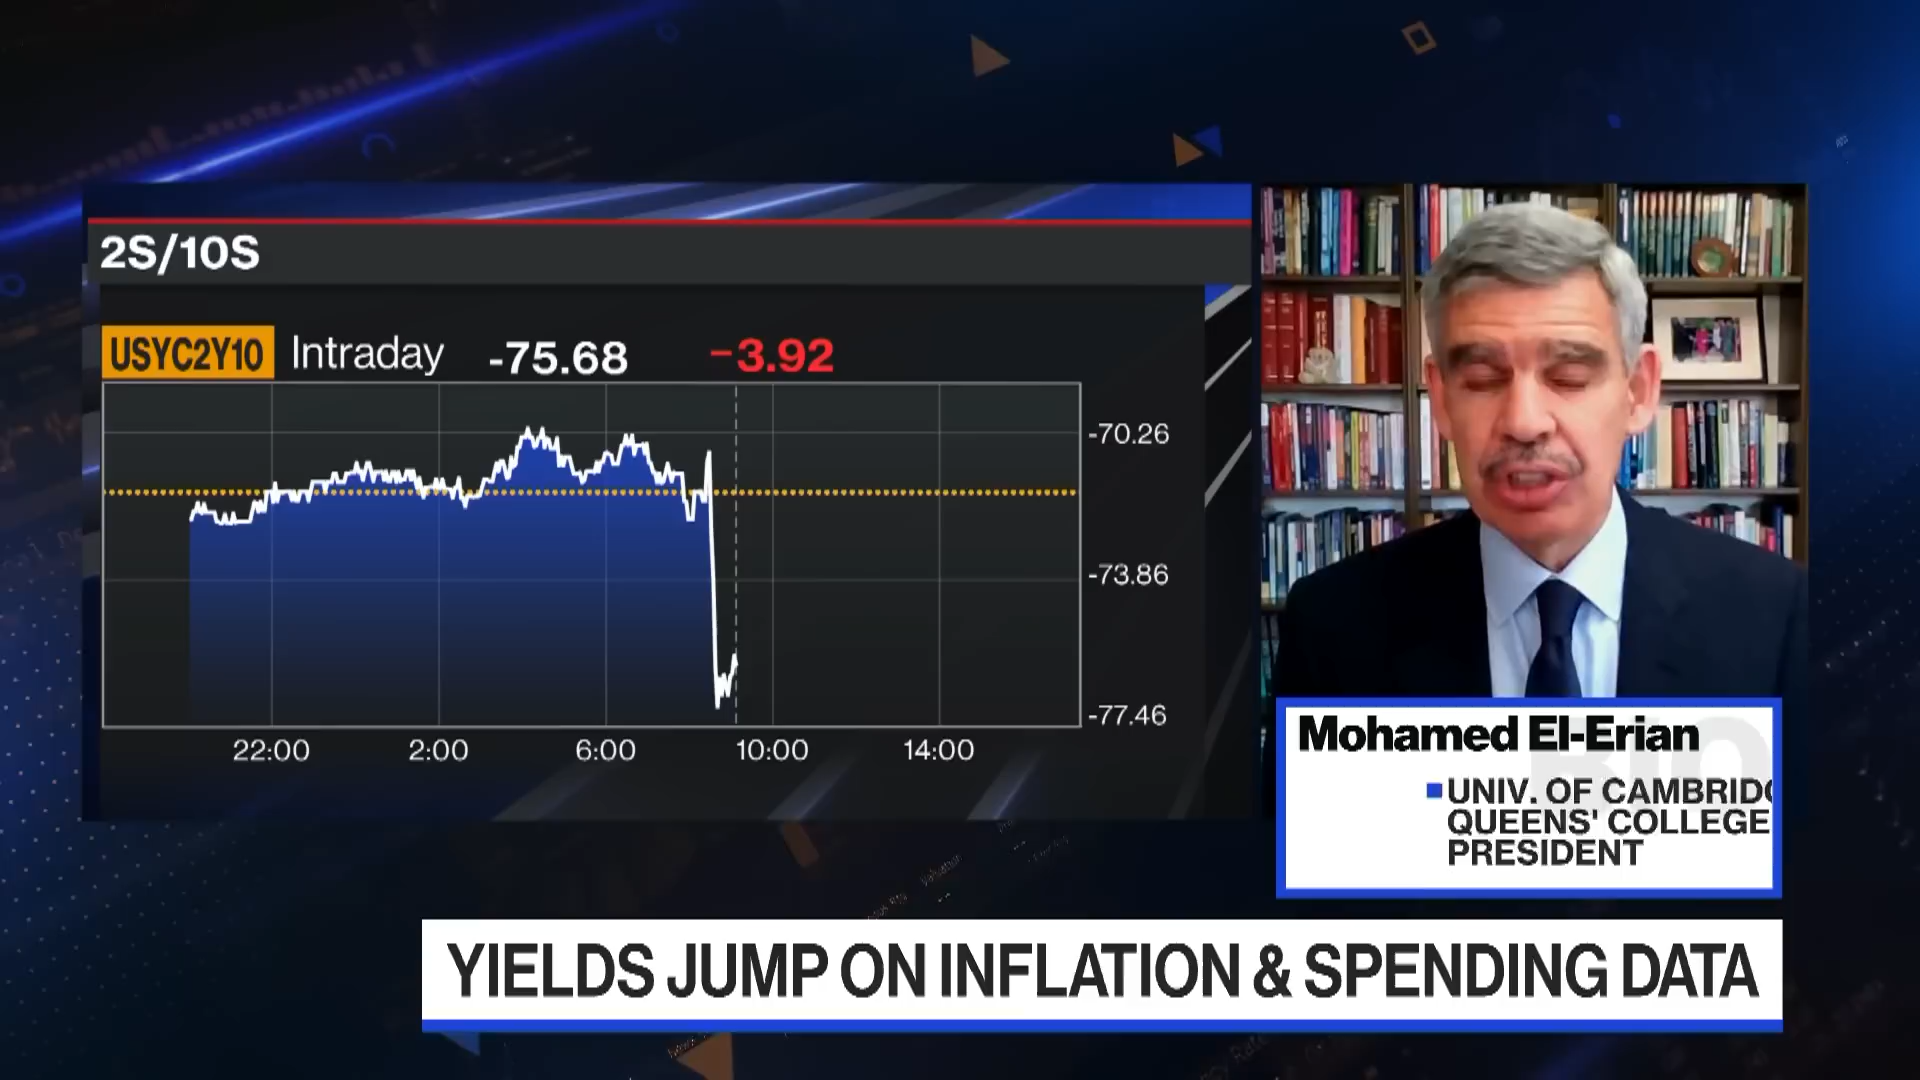 2S/10S
USYC2Y10 Intraday -75.68 -3.92
-70.26
-73.86
-77.46
22:00 2:00 6:00 10:00 14:00
Mohamed El-Erian
UNIV. OF
QUEENS' COLLEGE
PRESIDENT
YIELDS JUMP ON INFLATION & SPENDING DATA